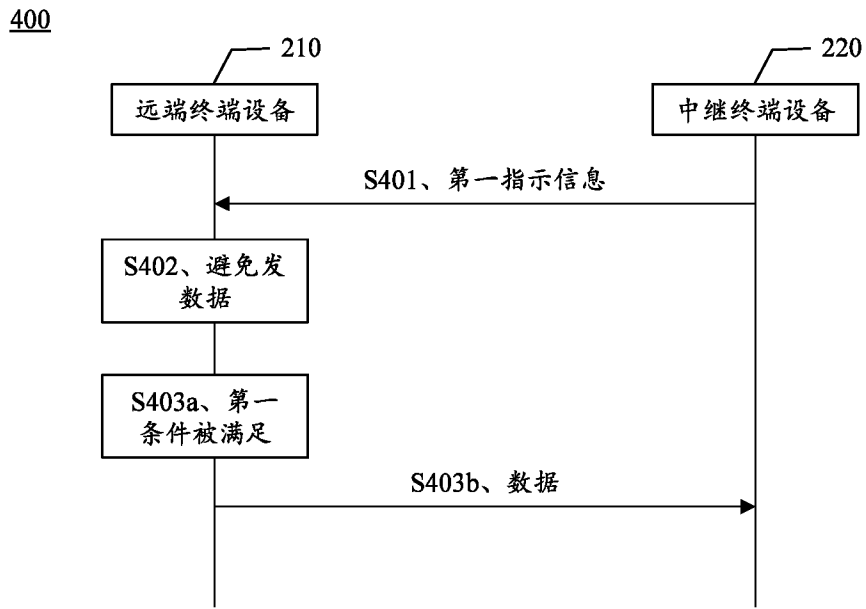 400
210
220
远端终端设备
中继终端设备
S401、第一指示信息
S402、避免发
数据
S403a、第一
条件被满足
S403b、数据